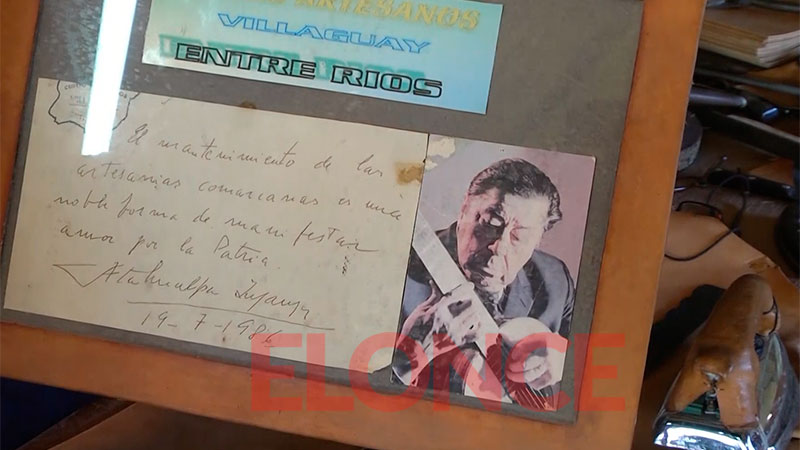 ARTESANOS
VILLAGUAY
ENTRE RIOS
El mantenimiento de las
artesanias comarcanas es una
noble forma de manifestar
amor por la Patria.
Atahualpa Yupanqui
19-7-1986
ELONCE